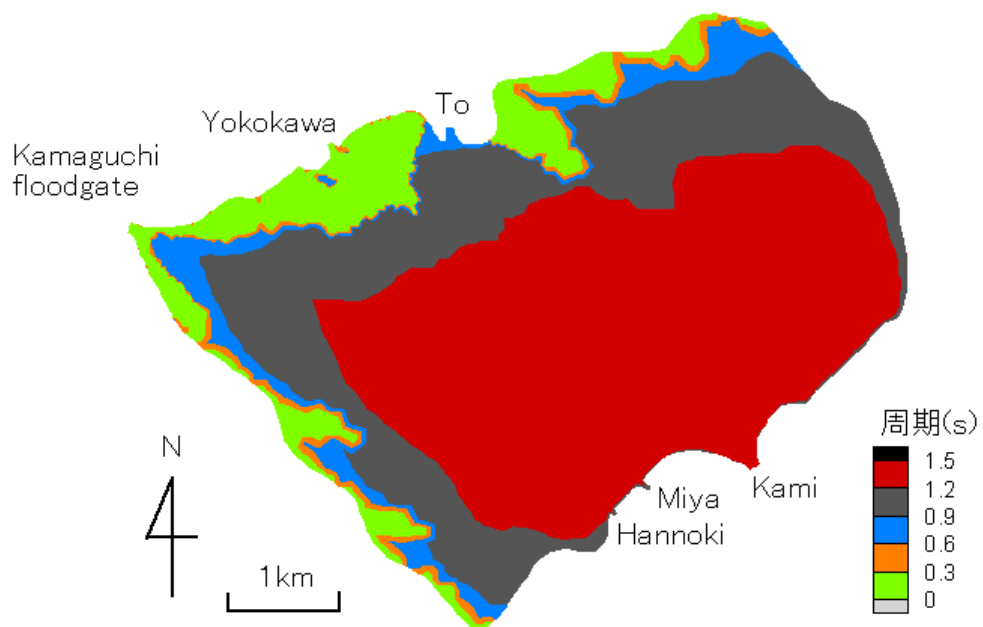 To
Yokokawa
Kamaguchi
floodgate
周期(s)
1.5
1.2
0.9
0.6
0.3
0
N
1km
Kami
Miya
Hannoki